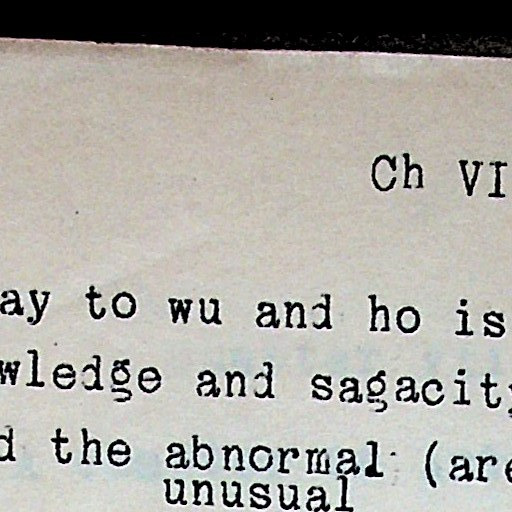 Ch VI
ay to wu and ho is
wledge and sagacity
d the abnormal (are
unusual